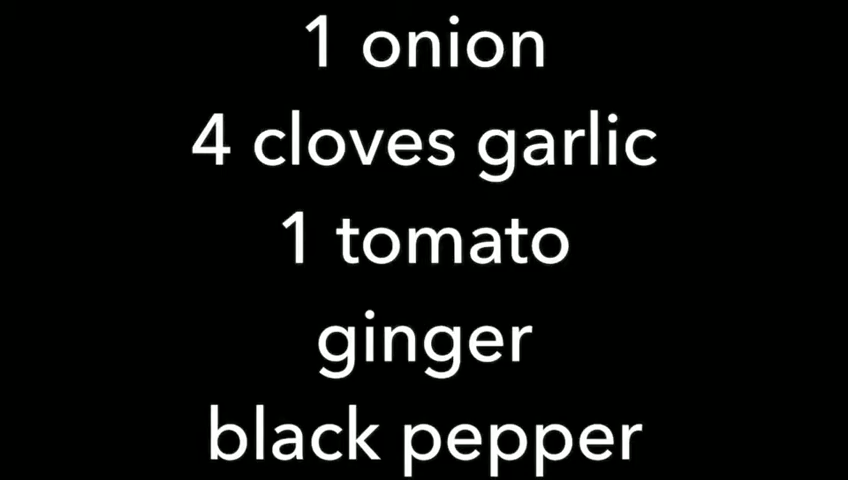 1 onion
4 cloves garlic
1 tomato
ginger
black pepper